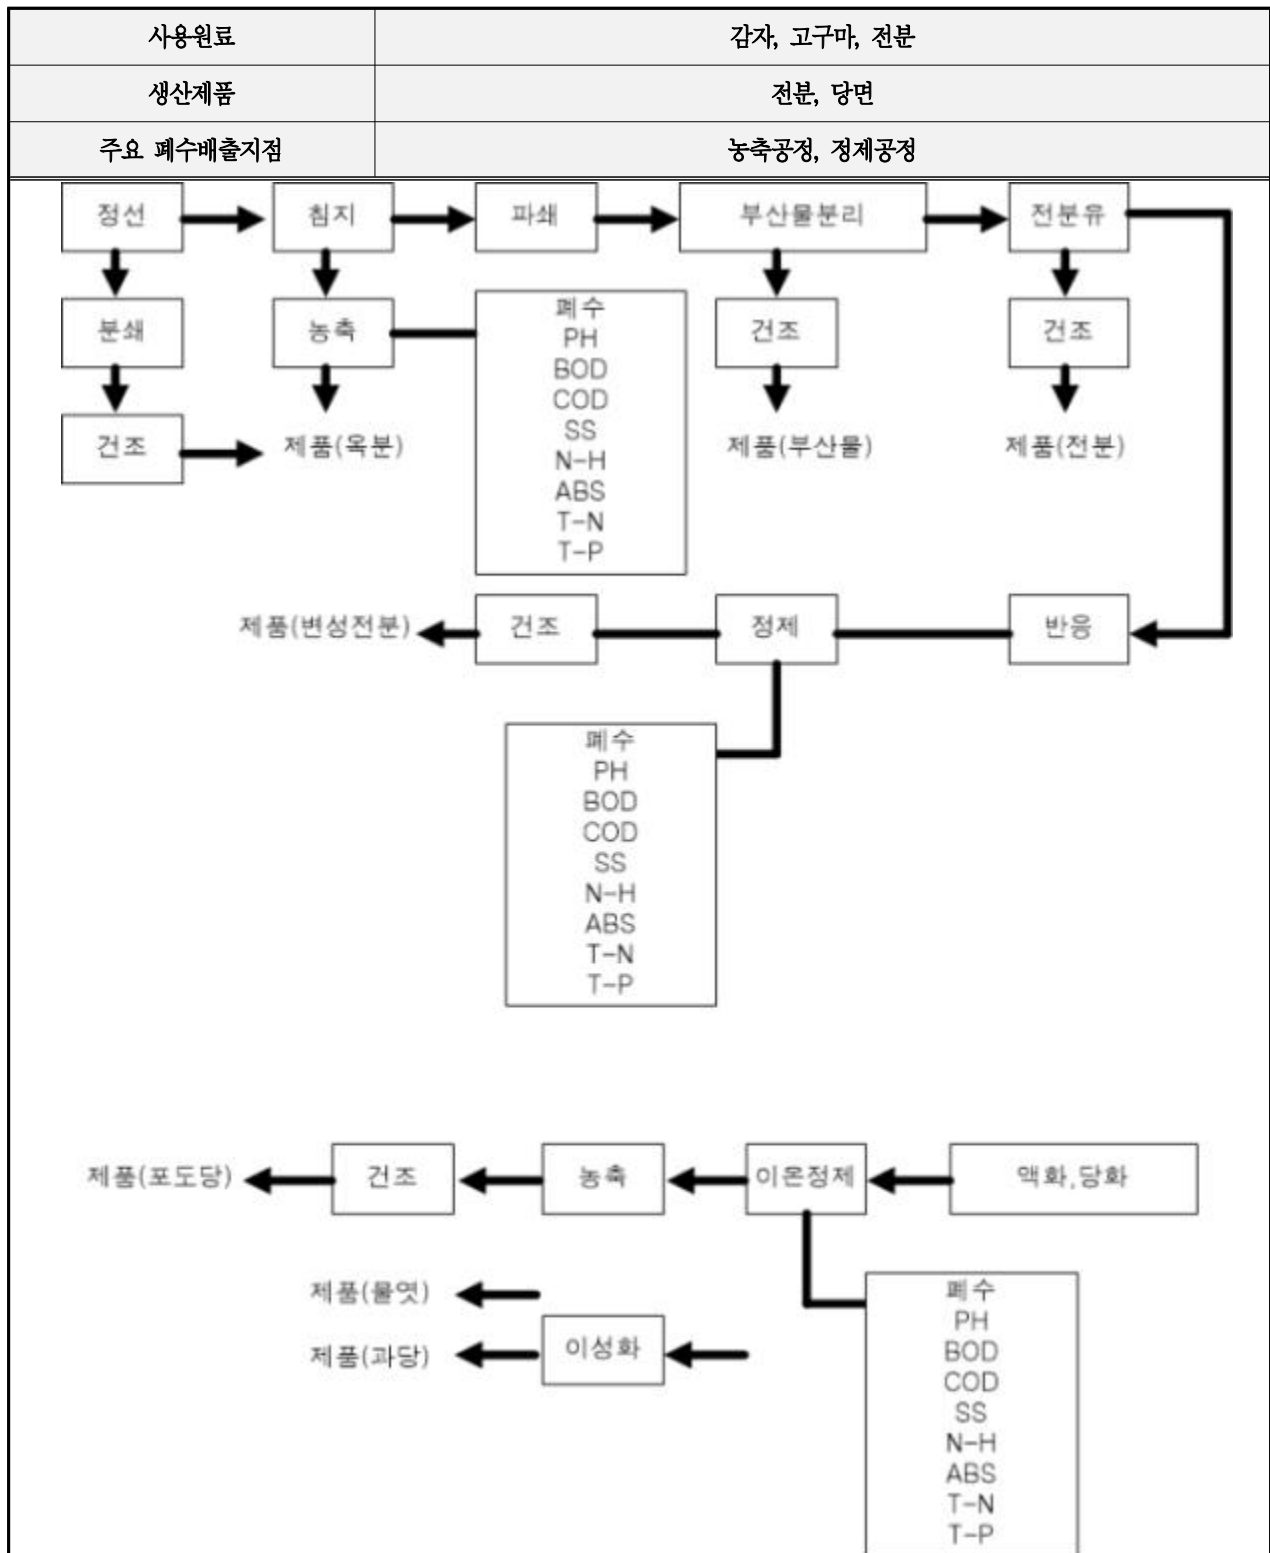 사용원료 감자, 고구마, 전분
생산제품 전분, 당면
주요 폐수배출지점 농축공정, 정제공정
정선 침지 파쇄 부산물분리 전분유
분쇄 농축 건조 건조
폐수
PH
BOD
COD
SS
N-H
ABS
T-N
T-P
건조 제품(옥분) 제품(부산물) 제품(전분)
제품(변성전분) 건조 정제 반응
폐수
PH
BOD
COD
SS
N-H
ABS
T-N
T-P
제품(포도당) 건조 농축 이온정제 액화,당화
제품(물엿)
제품(과당) 이성화
폐수
PH
BOD
COD
SS
N-H
ABS
T-N
T-P